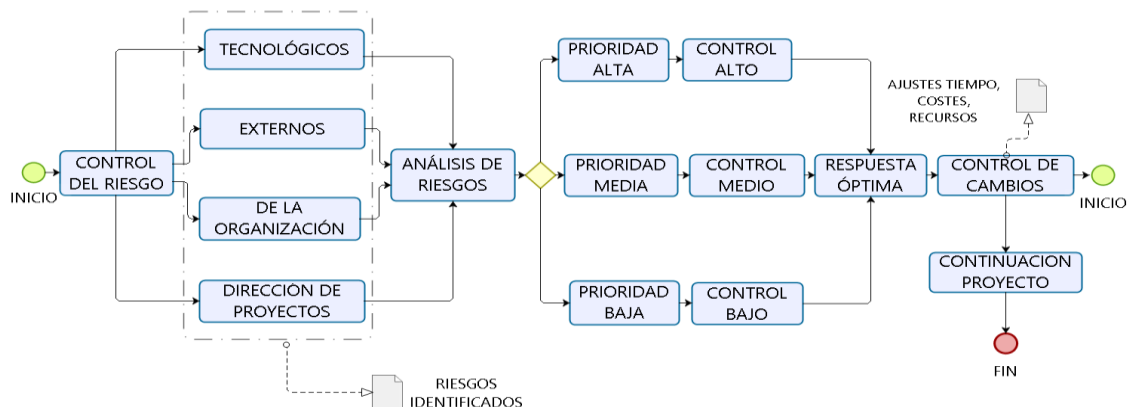 INICIO
CONTROL
DEL RIESGO
TECNOLÓGICOS
EXTERNOS
DE LA
ORGANIZACIÓN
DIRECCIÓN DE
PROYECTOS
RIESGOS
IDENTIFICADOS
ANÁLISIS DE
RIESGOS
PRIORIDAD
ALTA
CONTROL
ALTO
PRIORIDAD
MEDIA
CONTROL
MEDIO
PRIORIDAD
BAJA
CONTROL
BAJO
RESPUESTA
ÓPTIMA
AJUSTES TIEMPO,
COSTES,
RECURSOS
CONTROL DE
CAMBIOS
INICIO
CONTINUACION
PROYECTO
FIN